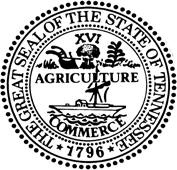 THE GREAT SEAL OF THE STATE OF TENNESSEE
XVI
AGRICULTURE
COMMERCE
1796